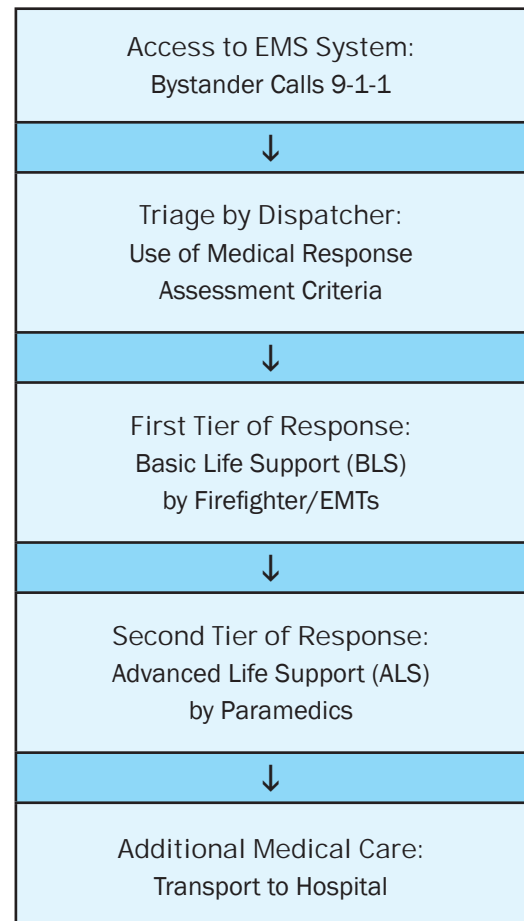 Access to EMS System:
Bystander Calls 9-1-1
↓
Triage by Dispatcher:
Use of Medical Response
Assessment Criteria
↓
First Tier of Response:
Basic Life Support (BLS)
by Firefighter/EMTs
↓
Second Tier of Response:
Advanced Life Support (ALS)
by Paramedics
↓
Additional Medical Care:
Transport to Hospital